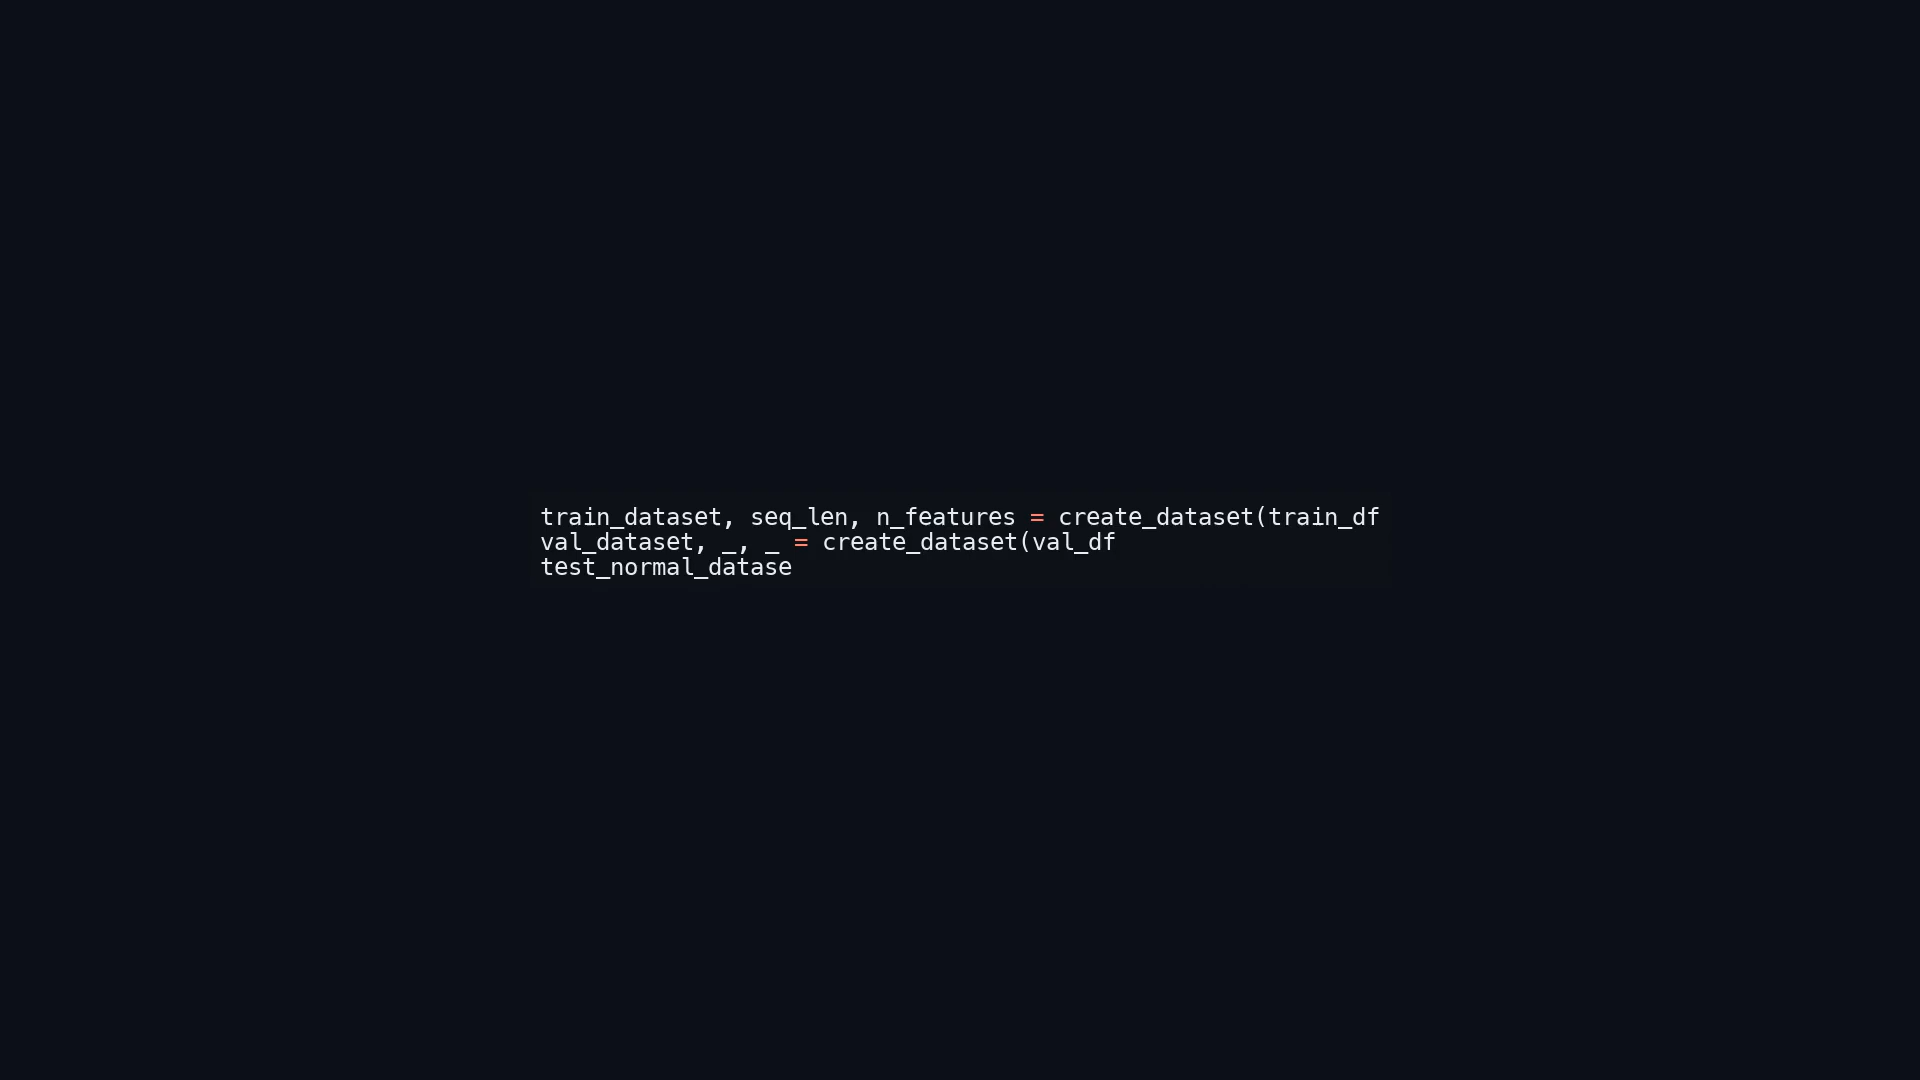 train_dataset, seq_len, n_features = create_dataset(train_df
val_dataset, _, _ = create_dataset(val_df
test_normal_datase